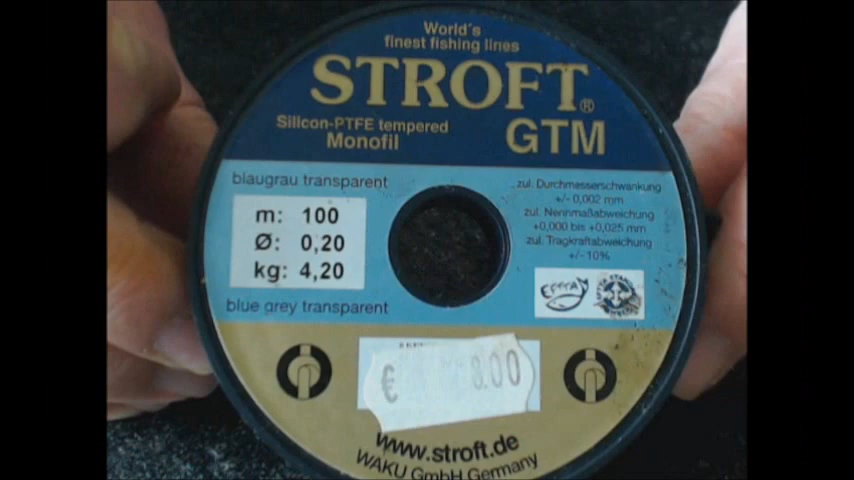 World's
finest fishing lines
STROFT®
GTM
Silicon-PTFE tempered
Monofil
blaugrau transparent
m: 100
Ø: 0,20
kg: 4,20
blue grey transparent
zul. Durchmesserschwankung
+/- 0,002 mm
zul. Nennmaßabweichung
+0,000 bis +0,025 mm
zul. Tragkraftabweichung
+/- 10%
EFTTA
€ 8.00
www.stroft.de
WAKU GmbH Germany